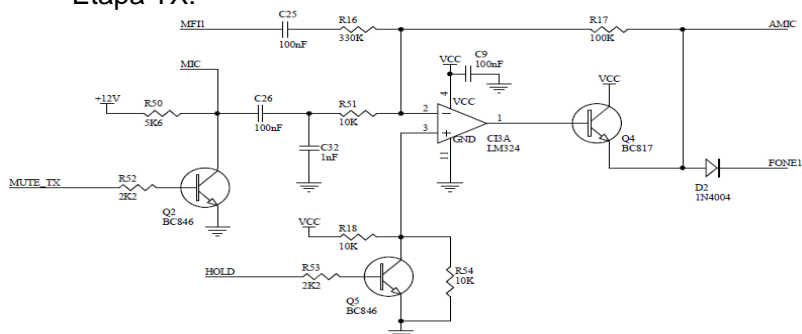 Etapa TX:
MFI1
C25
100nF
R16
330K
R17
100K
AMIC
MIC
VCC
C9
100nF
VCC
+12V
R50
5K6
C26
100nF
R51
10K
C32
1nF
2
3
4
VCC
GND
11
1
CI3A
LM324
Q4
BC817
D2
1N4004
FONE1
MUTE_TX
R52
2K2
Q2
BC846
VCC
R18
10K
HOLD
R53
2K2
Q5
BC846
R54
10K